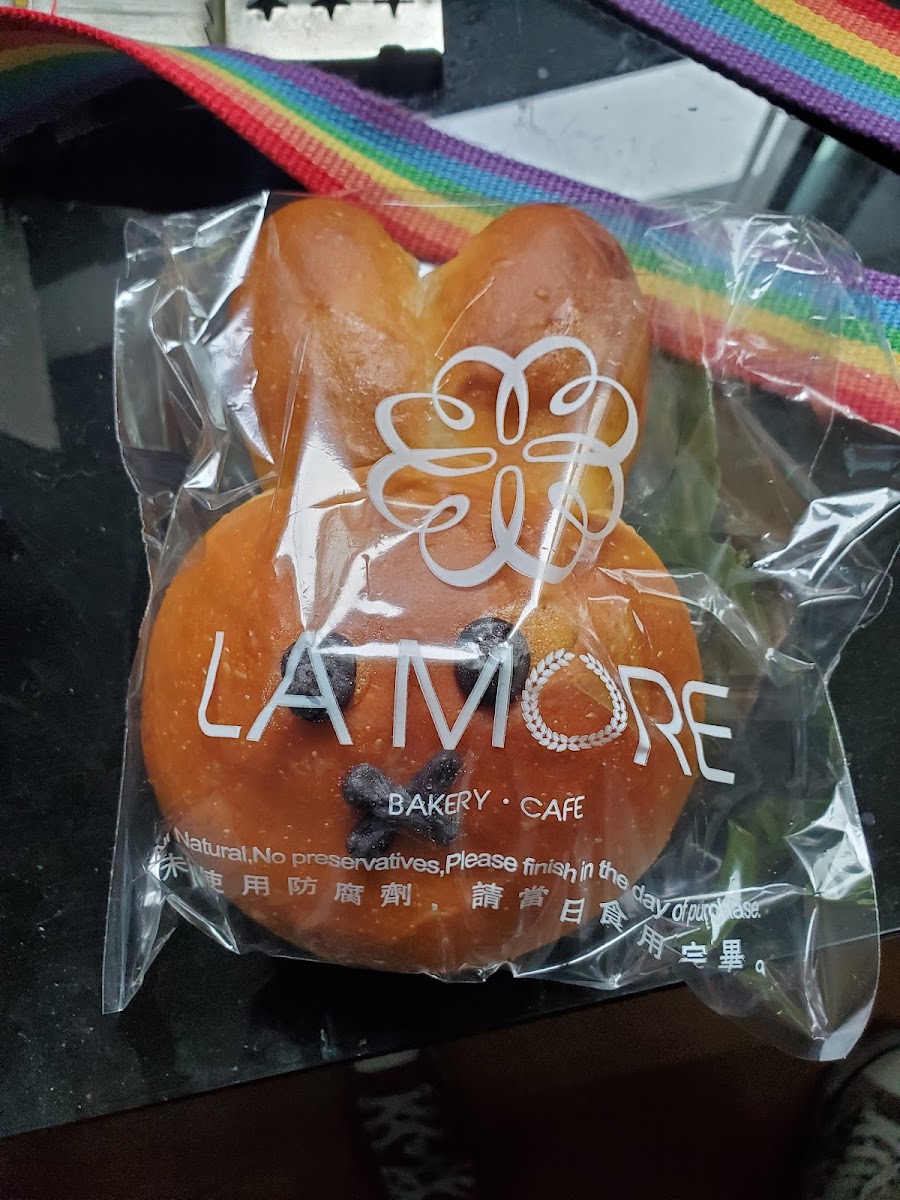 LA MORE
BAKERY · CAFE
Natural,No preservatives,Please finish in the day of purchase.
未使用防腐劑，請當日食用完畢。